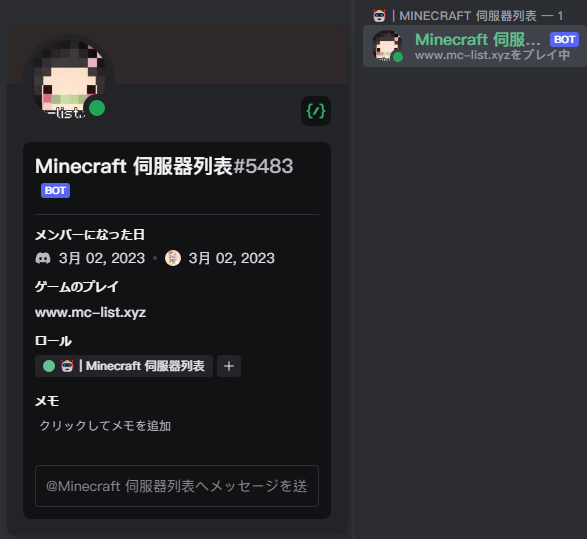 -list.
Minecraft 伺服器列表#5483
BOT
メンバーになった日
3月 02, 2023 • 3月 02, 2023
ゲームのプレイ
www.mc-list.xyz
ロール
| Minecraft 伺服器列表 +
メモ
クリックしてメモを追加
@Minecraft 伺服器列表へメッセージを送
| MINECRAFT 伺服器列表 — 1
Minecraft 伺服... BOT
www.mc-list.xyzをプレイ中